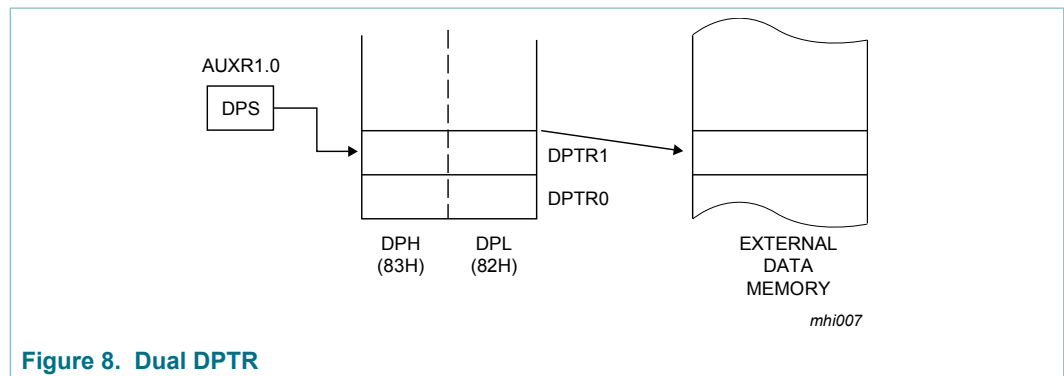 AUXR1.0
DPS
DPTR1
DPTR0
DPH
(83H)
DPL
(82H)
EXTERNAL
DATA
MEMORY
mhi007
Figure 8. Dual DPTR